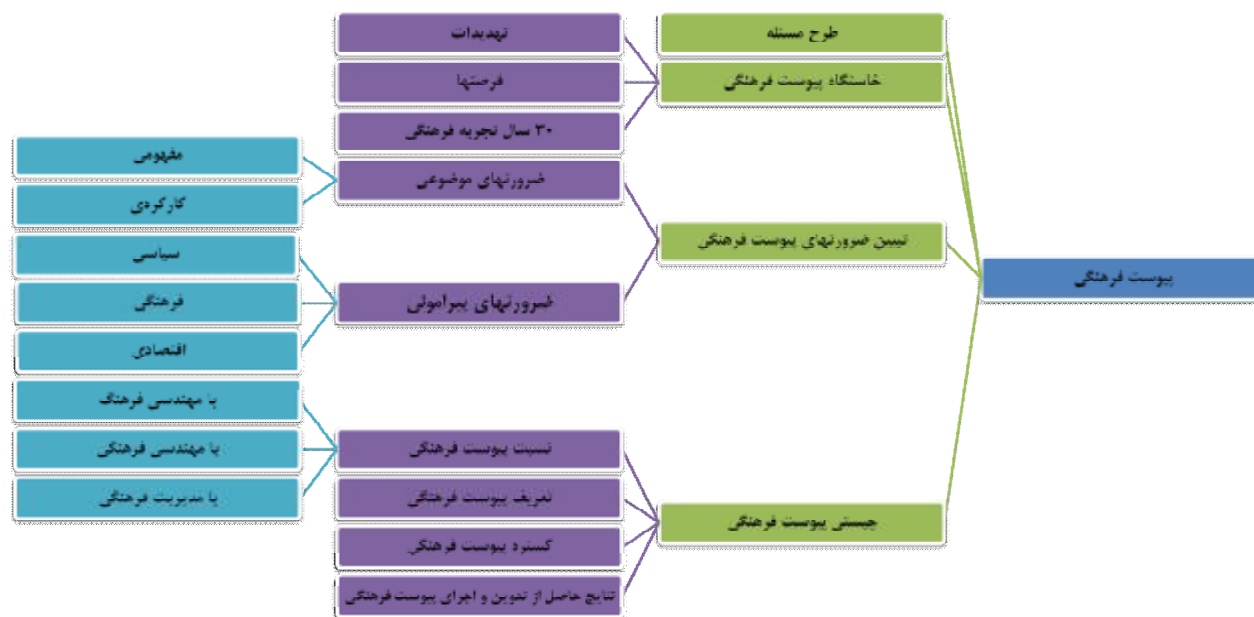 پیوست فرهنگی
طرح مسئله
خاستگاه پیوست فرهنگی
تهدیدات
فرصتها
۳۰ سال تجربه فرهنگی
تبیین ضرورتهای پیوست فرهنگی
ضرورتهای موضوعی
مفهومی
کارکردی
ضرورتهای پیرامونی
سیاسی
فرهنگی
اقتصادی
چیستی پیوست فرهنگی
نسبت پیوست فرهنگی
با مهندسی فرهنگ
با مهندسی فرهنگی
با مدیریت فرهنگی
تعریف پیوست فرهنگی
گستره پیوست فرهنگی
نتایج حاصل از تدوین و اجرای پیوست فرهنگی